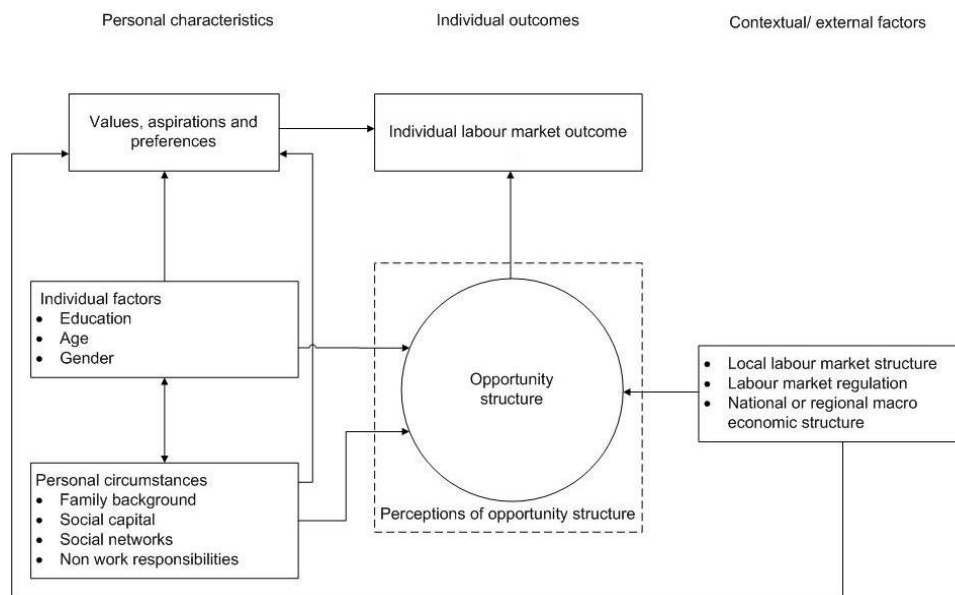 Personal characteristics
Individual outcomes
Contextual/ external factors
Values, aspirations and
preferences
Individual labour market outcome
Individual factors
• Education
• Age
• Gender
Opportunity
structure
• Local labour market structure
• Labour market regulation
• National or regional macro
economic structure
Personal circumstances
• Family background
• Social capital
• Social networks
• Non work responsibilities
Perceptions of opportunity structure